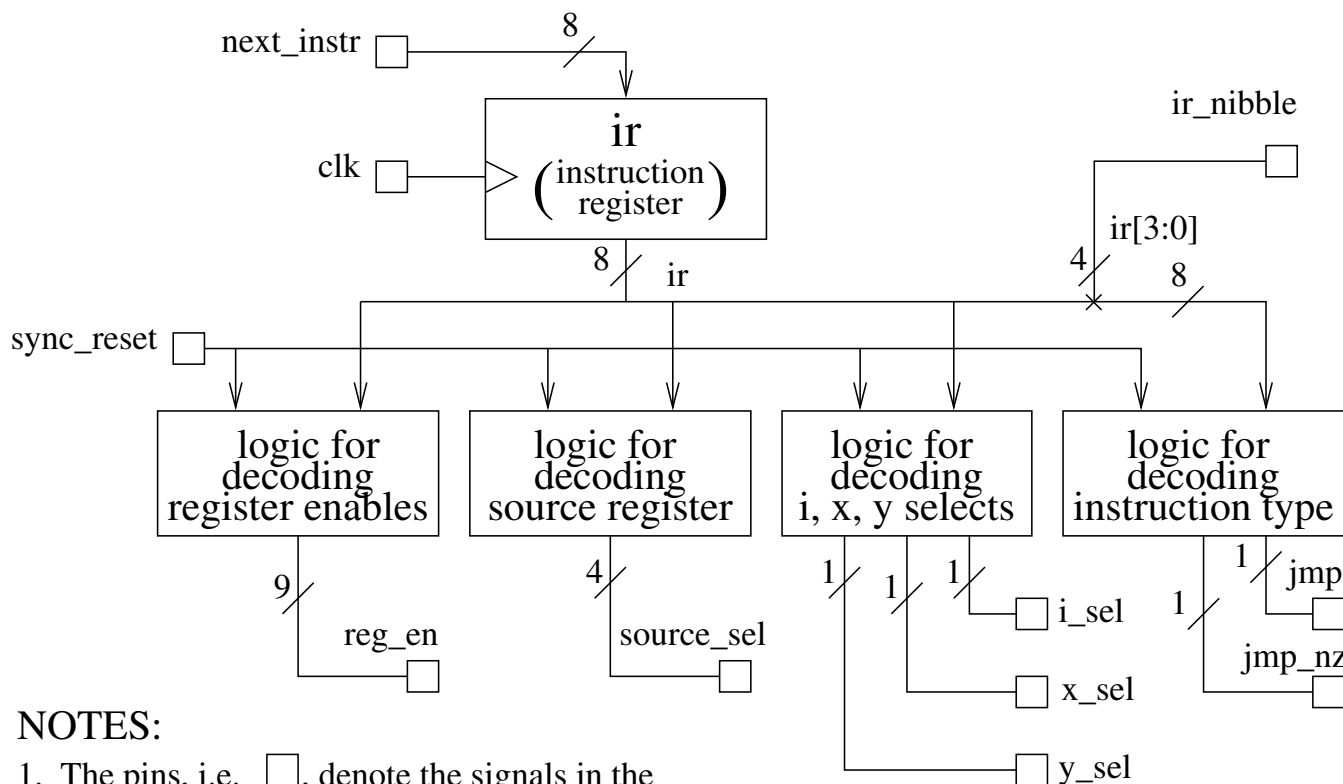 8
next_instr
ir_nibble
ir
clk
(instruction
register)
ir[3:0]
8
ir
4
8
sync_reset
logic for
decoding
register enables
logic for
decoding
source register
logic for
decoding
i, x, y selects
logic for
decoding
instruction type
9
4
1
1
1
1
1
jmp
i_sel
reg_en
source_sel
jmp_nz
x_sel
y_sel
NOTES:
1. The pins, i.e. , denote the signals in the